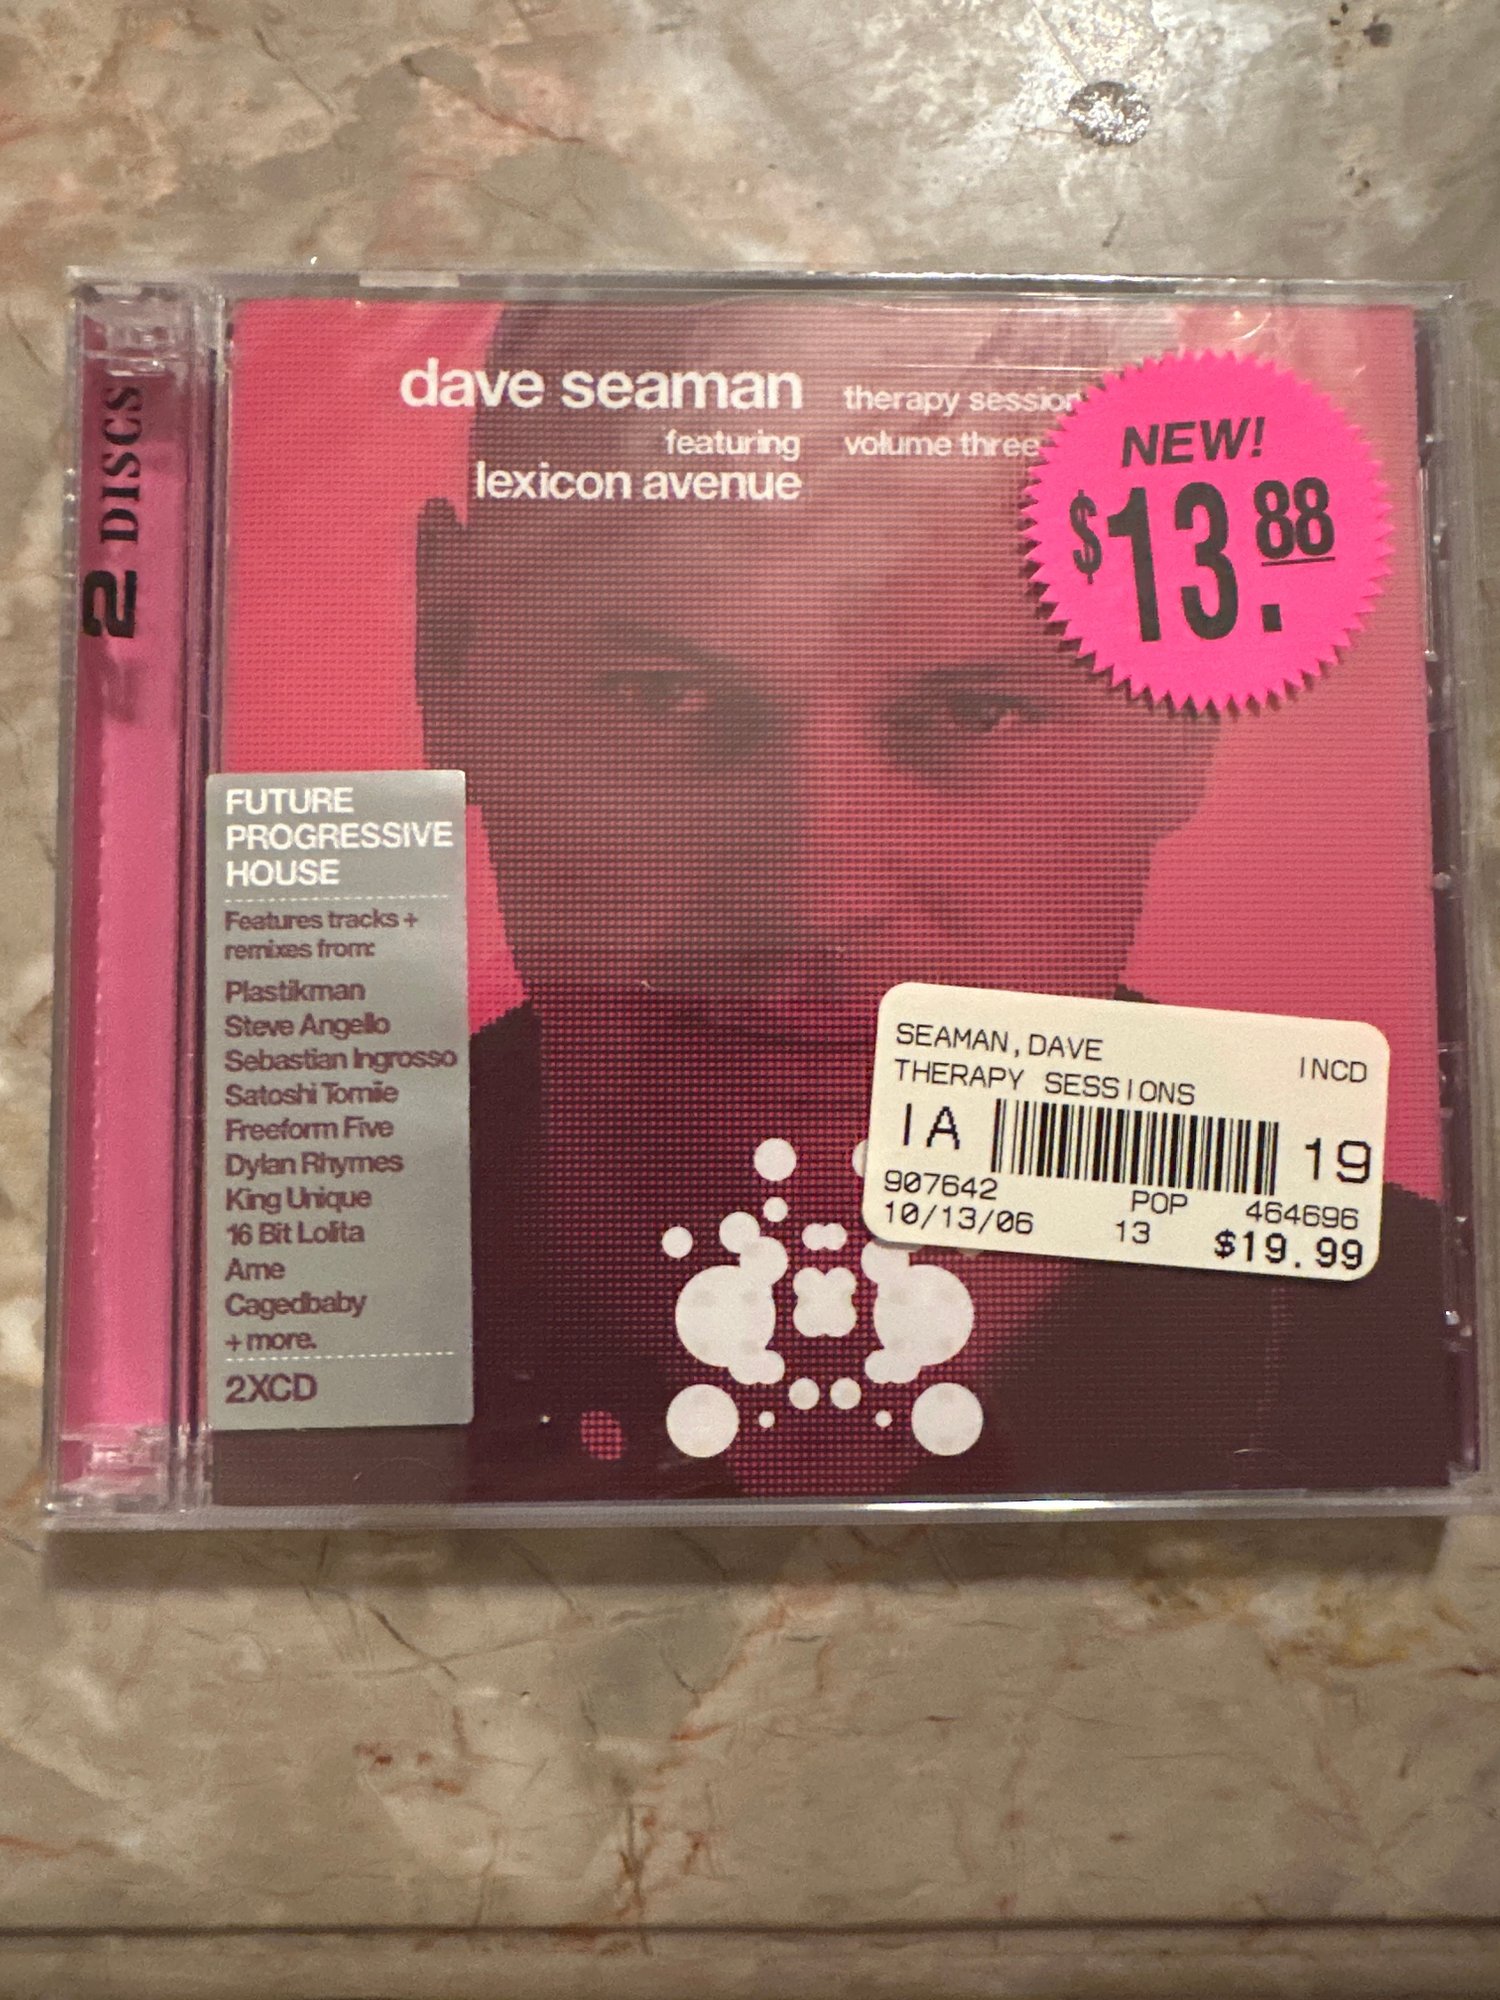 dave seaman
featuring
lexicon avenue
therapy session
volume three
NEW!
$13.88
2 DISCS
FUTURE
PROGRESSIVE
HOUSE
Features tracks +
remixes from:
Plastikman
Steve Angello
Sebastian Ingrosso
Satoshi Tomiie
Freeform Five
Dylan Rhymes
King Unique
16 Bit Lolita
Ame
Cagedbaby
+ more.
2XCD
SEAMAN,DAVE
THERAPY SESSIONS INCD
IA 19
907642 POP 464696
10/13/06 13 $19.99